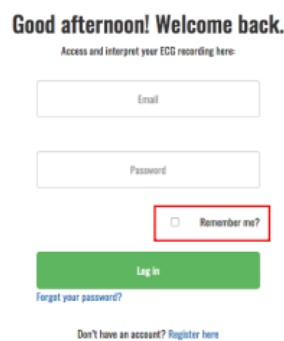 Good afternoon! Welcome back.
Access and interpret your ECG recording here:
Email
Password
Remember me?
Log in
Forgot your password?
Don't have an account? Register here